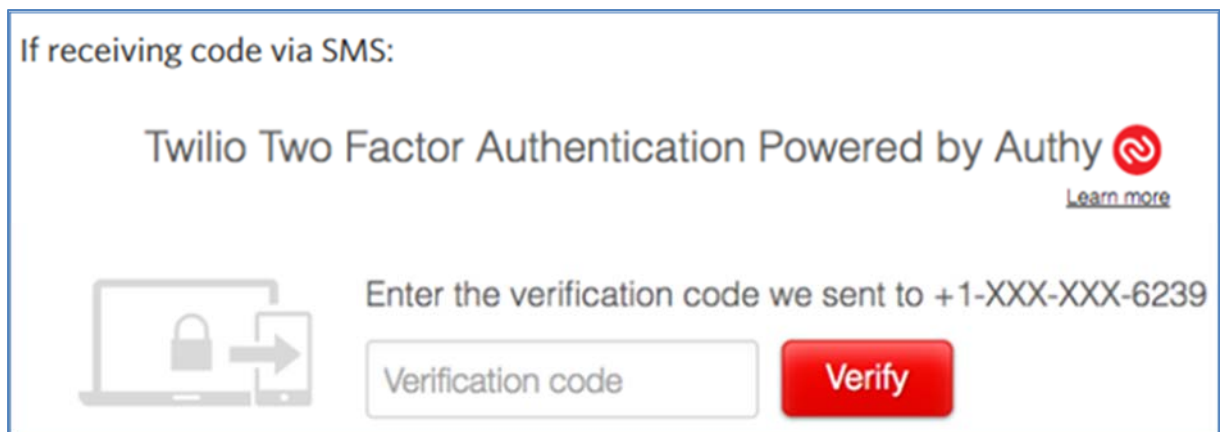 If receiving code via SMS:
Twilio Two Factor Authentication Powered by Authy
Learn more
Enter the verification code we sent to +1-XXX-XXX-6239
Verification code
Verify